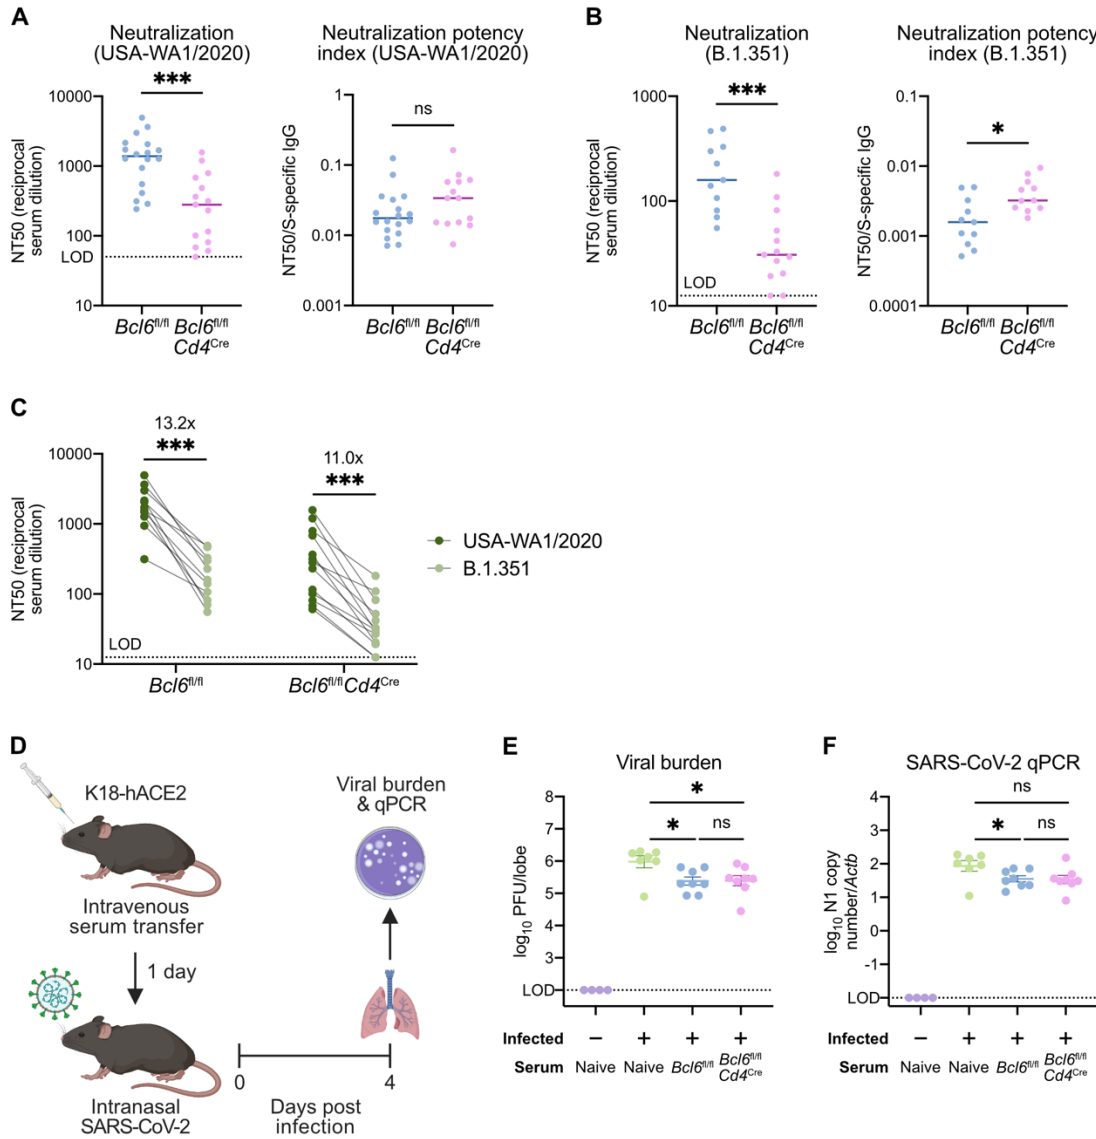 A
Neutralization
(USA-WA1/2020)
***
NT50 (reciprocal
serum dilution)
10000
1000
100
LOD
10
Bcl6fl/fl
Bcl6fl/fl
Cd4Cre
Neutralization potency
index (USA-WA1/2020)
ns
NT50/S-specific IgG
1
0.1
0.01
0.001
Bcl6fl/fl
Bcl6fl/fl
Cd4Cre
B
Neutralization
(B.1.351)
***
NT50 (reciprocal
serum dilution)
1000
100
LOD
10
Bcl6fl/fl
Bcl6fl/fl
Cd4Cre
Neutralization potency
index (B.1.351)
*
NT50/S-specific IgG
0.1
0.01
0.001
0.0001
Bcl6fl/fl
Bcl6fl/fl
Cd4Cre
C
13.2x
***
11.0x
***
NT50 (reciprocal
serum dilution)
10000
1000
100
LOD
10
Bcl6fl/fl
Bcl6fl/flCd4Cre
USA-WA1/2020
B.1.351
D
K18-hACE2
Intravenous
serum transfer
1 day
Intranasal
SARS-CoV-2
Viral burden
& qPCR
0
4
Days post
infection
E
Viral burden
*
*
ns
log10 PFU/lobe
8
7
6
5
4
3
2
LOD
Infected
− + + +
Serum
Naive Naive Bcl6fl/fl Bcl6fl/fl
Cd4Cre
F
SARS-CoV-2 qPCR
ns
*
ns
log10 N1 copy
number/Actb
4
3
2
1
0
-1
LOD
Infected
− + + +
Serum
Naive Naive Bcl6fl/fl Bcl6fl/fl
Cd4Cre